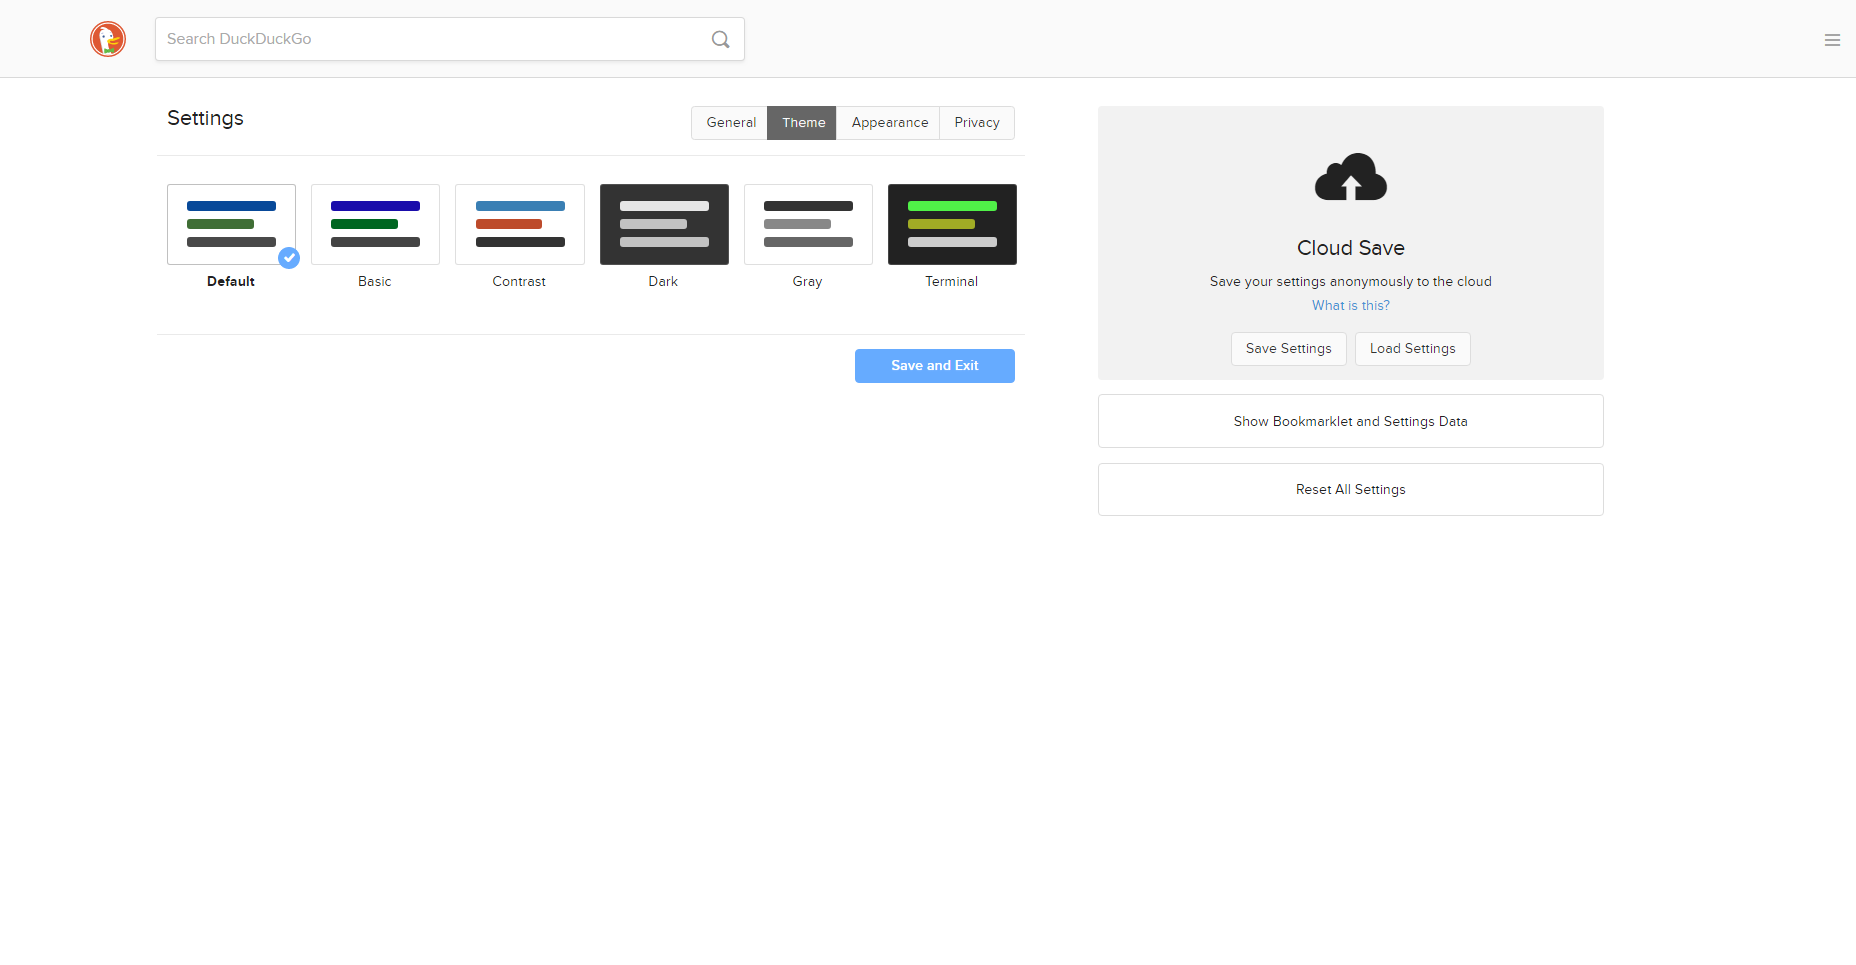 Search DuckDuckGo
Settings
General Theme Appearance Privacy
Default Basic Contrast Dark Gray Terminal
Save and Exit
Cloud Save
Save your settings anonymously to the cloud
What is this?
Save Settings Load Settings
Show Bookmarklet and Settings Data
Reset All Settings